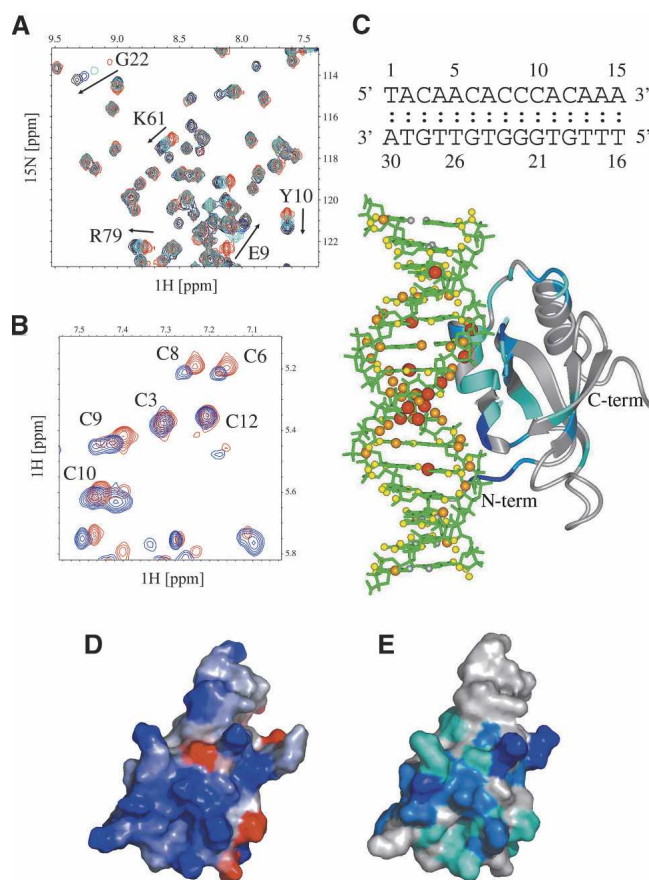 A
9.5 9.0 8.5 8.0 7.5
G22
K61
Y10
R79
E9
114
116
118
120
122
15N [ppm]
1H [ppm]
B
7.5 7.4 7.3 7.2 7.1
C8
C6
C3
C9
C12
C10
5.2
5.4
5.6
5.8
1H [ppm]
1H [ppm]
C
1 5 10 15
5' TACAACACCCACAAA 3'
3' ATGTTGTGGGTGTTT 5'
30 26 21 16
C-term
N-term
D
E